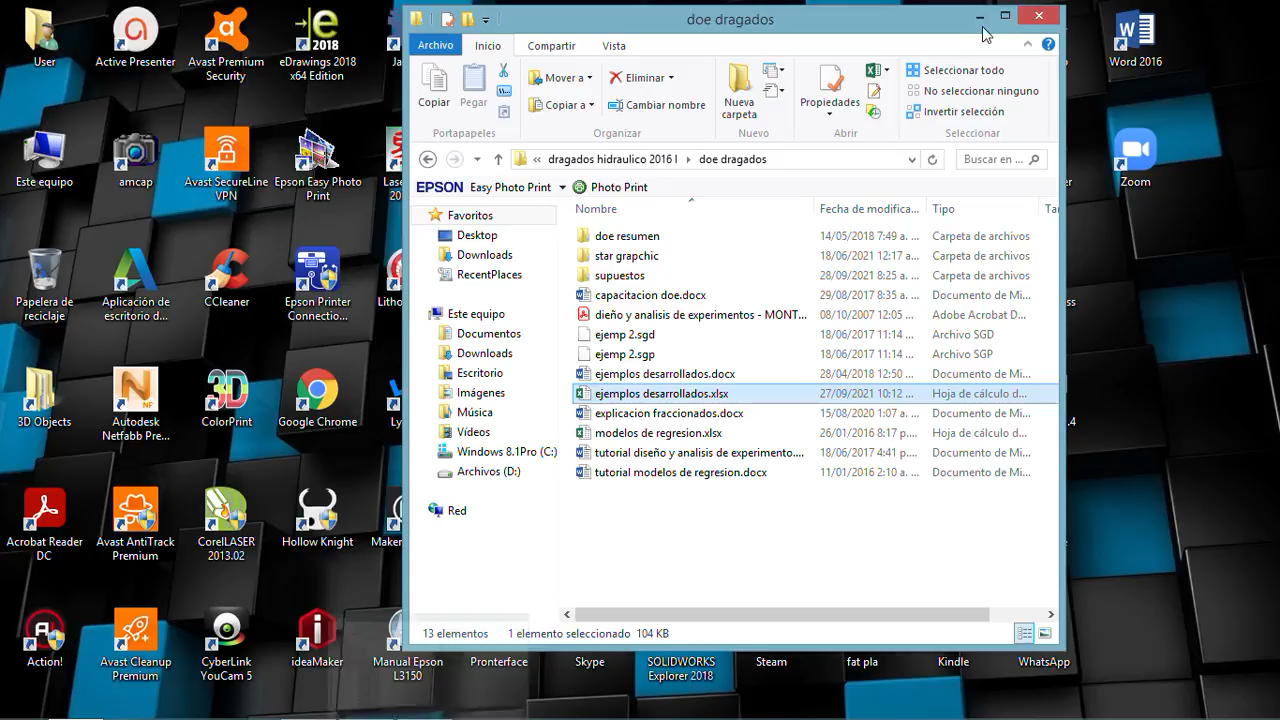 User
Active Presenter
Avast Premium
Security
eDrawings 2018
x64 Edition
Este equipo
amcap
Avast SecureLine
VPN
Epson Easy Photo
Print
Papelera de
reciclaje
Aplicación de
escritorio d...
CCleaner
Epson Printer
Connectio...
3D Objects
Autodesk
Netfabb Pre...
ColorPrint
Google Chrome
Acrobat Reader
DC
Avast AntiTrack
Premium
CorelLASER
2013.02
Hollow Knight
Action!
Avast Cleanup
Premium
CyberLink
YouCam 5
ideaMaker
Manual Epson
L3150
Pronterface
Skype
SOLIDWORKS
Explorer 2018
Steam
fat pla
Kindle
WhatsApp
Word 2016
Zoom
doe dragados
Archivo
Inicio
Compartir
Vista
Copiar
Pegar
Mover a
Copiar a
Eliminar
Cambiar nombre
Nueva
carpeta
Propiedades
Seleccionar todo
No seleccionar ninguno
Invertir selección
Portapapeles
Organizar
Nuevo
Abrir
Seleccionar
« dragados hidraulico 2016 I
doe dragados
Buscar en ...
EPSON Easy Photo Print
Photo Print
Favoritos
Desktop
Downloads
RecentPlaces
Este equipo
Documentos
Downloads
Escritorio
Imágenes
Música
Vídeos
Windows 8.1Pro (C:)
Archivos (D:)
Red
Nombre Fecha de modifica... Tipo Ta
doe resumen 14/05/2018 7:49 a. ... Carpeta de archivos
star grapchic 18/06/2021 12:17 a... Carpeta de archivos
supuestos 28/09/2021 8:25 a. ... Carpeta de archivos
capacitacion doe.docx 29/08/2017 8:35 a. ... Documento de Mi...
dieño y analisis de experimentos - MONT... 08/10/2007 12:05 ... Adobe Acrobat D...
ejemp 2.sgd 18/06/2017 11:14 ... Archivo SGD
ejemp 2.sgp 18/06/2017 11:14 ... Archivo SGP
ejemplos desarrollados.docx 28/04/2018 12:50 ... Documento de Mi...
ejemplos desarrollados.xlsx 27/09/2021 10:12 ... Hoja de cálculo d...
explicacion fraccionados.docx 15/08/2020 1:07 a. ... Documento de Mi...
modelos de regresion.xlsx 26/01/2016 8:17 p.... Hoja de cálculo d...
tutorial diseño y analisis de experimento.... 18/06/2017 4:41 p.... Documento de Mi...
tutorial modelos de regresion.docx 11/01/2016 2:10 a. ... Documento de Mi...
13 elementos 1 elemento seleccionado 104 KB